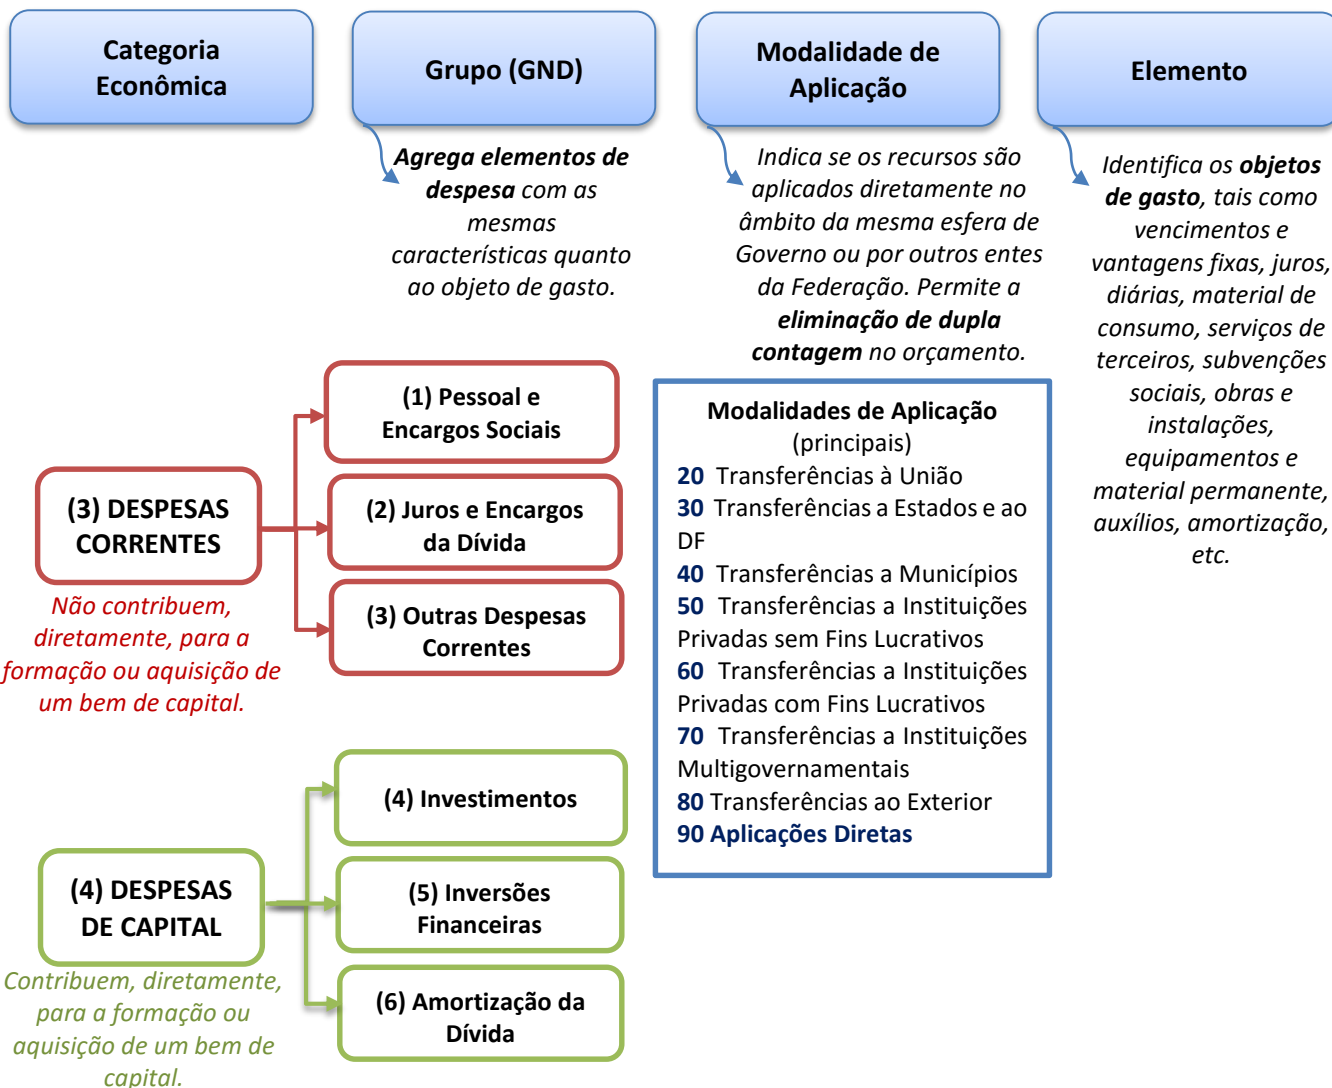 Categoria
Econômica
Grupo (GND)
Modalidade de
Aplicação
Elemento
Agrega elementos de
despesa com as
mesmas
características quanto
ao objeto de gasto.
Indica se os recursos são
aplicados diretamente no
âmbito da mesma esfera de
Governo ou por outros entes
da Federação. Permite a
eliminação de dupla
contagem no orçamento.
Identifica os objetos
de gasto, tais como
vencimentos e
vantagens fixas, juros,
diárias, material de
consumo, serviços de
terceiros, subvenções
sociais, obras e
instalações,
equipamentos e
material permanente,
auxílios, amortização,
etc.
(3) DESPESAS
CORRENTES
Não contribuem,
diretamente, para a
formação ou aquisição de
um bem de capital.
(1) Pessoal e
Encargos Sociais
(2) Juros e Encargos
da Dívida
(3) Outras Despesas
Correntes
Modalidades de Aplicação
(principais)
20 Transferências à União
30 Transferências a Estados e ao
DF
40 Transferências a Municípios
50 Transferências a Instituições
Privadas sem Fins Lucrativos
60 Transferências a Instituições
Privadas com Fins Lucrativos
70 Transferências a Instituições
Multigovernamentais
80 Transferências ao Exterior
90 Aplicações Diretas
(4) DESPESAS
DE CAPITAL
Contribuem, diretamente,
para a formação ou
aquisição de um bem de
capital.
(4) Investimentos
(5) Inversões
Financeiras
(6) Amortização da
Dívida